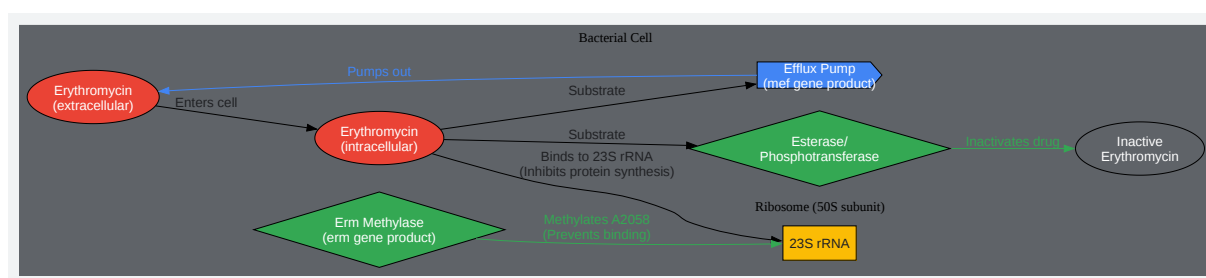 Bacterial Cell
Efflux Pump
(mef gene product)
Pumps out
Erythromycin
(extracellular)
Enters cell
Substrate
Erythromycin
(intracellular)
Substrate
Esterase/
Phosphotransferase
Inactivates drug
Inactive
Erythromycin
Binds to 23S rRNA
(Inhibits protein synthesis)
Ribosome (50S subunit)
Erm Methylase
(erm gene product)
Methylates A2058
(Prevents binding)
23S rRNA